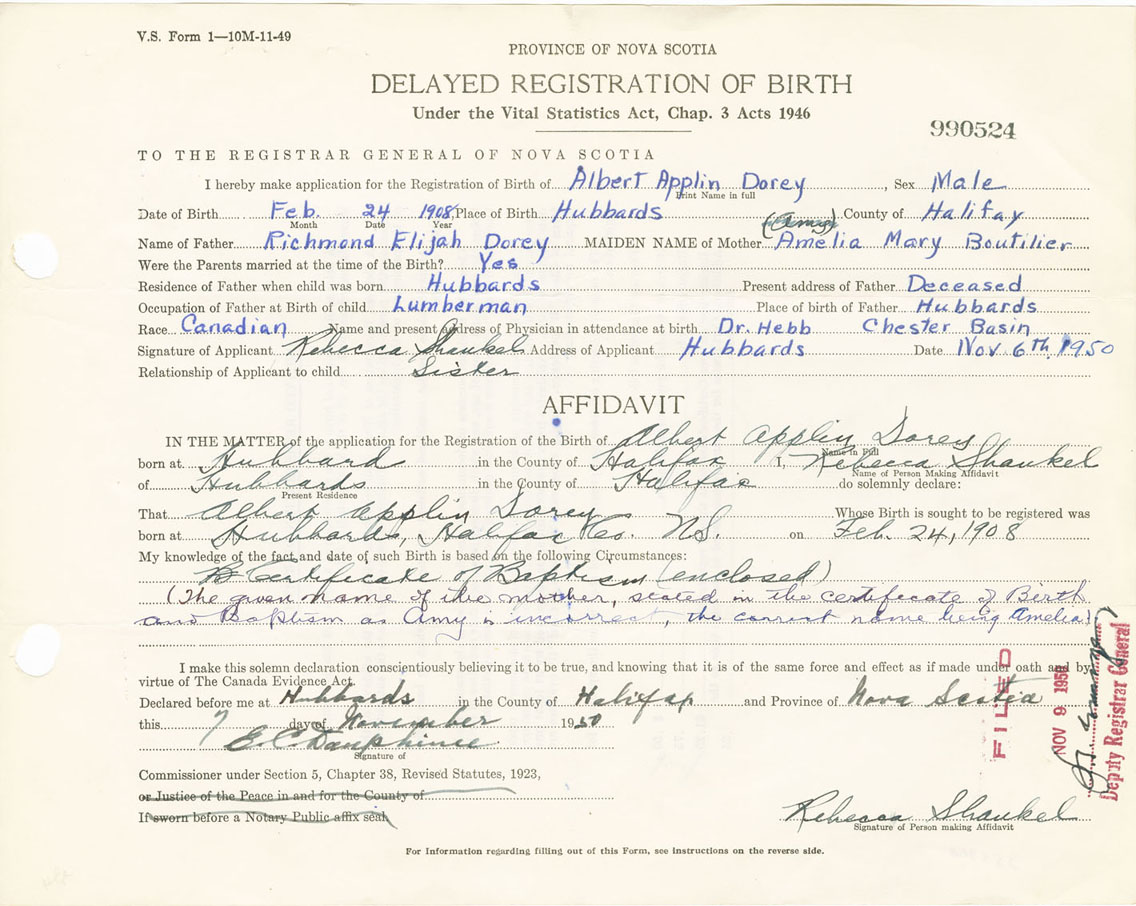 V.S. Form 1—10M-11-49
PROVINCE OF NOVA SCOTIA
DELAYED REGISTRATION OF BIRTH
Under the Vital Statistics Act, Chap. 3 Acts 1946
990524
TO THE REGISTRAR GENERAL OF NOVA SCOTIA
I hereby make application for the Registration of Birth of Albert Applin Dorey, Sex Male
Print Name in full
Date of Birth Feb. 24 1908, Place of Birth Hubbards County of Halifax
Month Date Year
(Amy)
Name of Father Richmond Elijah Dorey MAIDEN NAME of Mother Amelia Mary Boutilier
Were the Parents married at the time of the Birth? Yes
Residence of Father when child was born Hubbards Present address of Father Deceased
Occupation of Father at Birth of child Lumberman Place of birth of Father Hubbards
Race Canadian Name and present address of Physician in attendance at birth Dr. Hebb Chester Basin
Signature of Applicant Rebecca Shankel Address of Applicant Hubbards Date Nov 6th, 1950
Relationship of Applicant to child Sister
AFFIDAVIT
IN THE MATTER of the application for the Registration of the Birth of Albert Applin Dorey
Name in Full
born at Hubbard in the County of Halifax I, Rebecca Shankel
Name of Person Making Affidavit
of Hubbards in the County of Halifax do solemnly declare:
Present Residence
That Albert Applin Dorey Whose Birth is sought to be registered was
born at Hubbards, Halifax Co. N.S. on Feb. 24, 1908
My knowledge of the fact and date of such Birth is based on the following Circumstances:
Certificate of Baptism (enclosed)
(The given name of the mother, stated in the certificate of Birth
and Baptism as Amy is incorrect, the correct name being Amelia)
I make this solemn declaration conscientiously believing it to be true, and knowing that it is of the same force and effect as if made under oath and by
virtue of The Canada Evidence Act.
Declared before me at Hubbards in the County of Halifax and Province of Nova Scotia
this 7 day of November 1950
E. C. Dauphinee
Signature of
Commissioner under Section 5, Chapter 38, Revised Statutes, 1923,
or Justice of the Peace in and for the County of
If sworn before a Notary Public affix seal
Rebecca Shankel
Signature of Person making Affidavit
FILED
NOV 9 1950
Deputy Registrar General
For Information regarding filling out of this Form, see instructions on the reverse side.